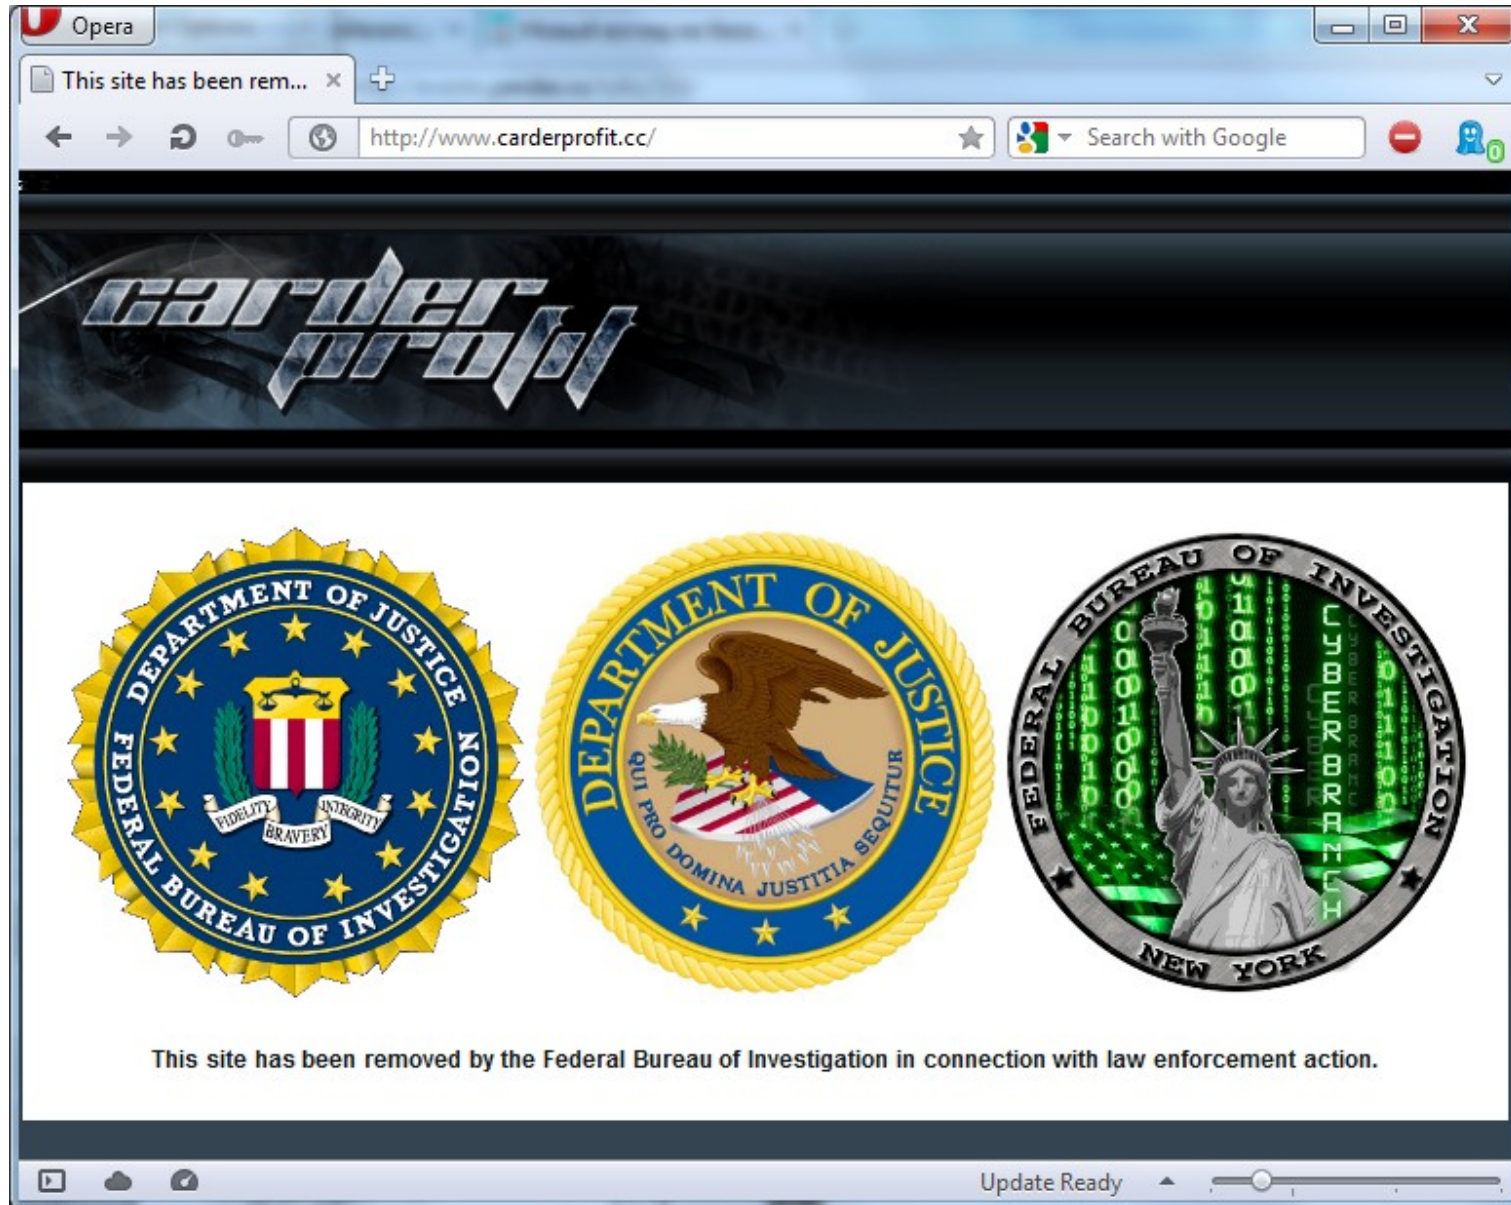 Opera
This site has been rem...
http://www.carderprofit.cc/
Search with Google
0
carder
profit
DEPARTMENT OF JUSTICE
FEDERAL BUREAU OF INVESTIGATION
FIDELITY
BRAVERY
INTEGRITY
DEPARTMENT OF JUSTICE
QUI PRO DOMINA JUSTITIA SEQUITUR
FEDERAL BUREAU OF INVESTIGATION
CYBER BRANCH
NEW YORK
This site has been removed by the Federal Bureau of Investigation in connection with law enforcement action.
Update Ready